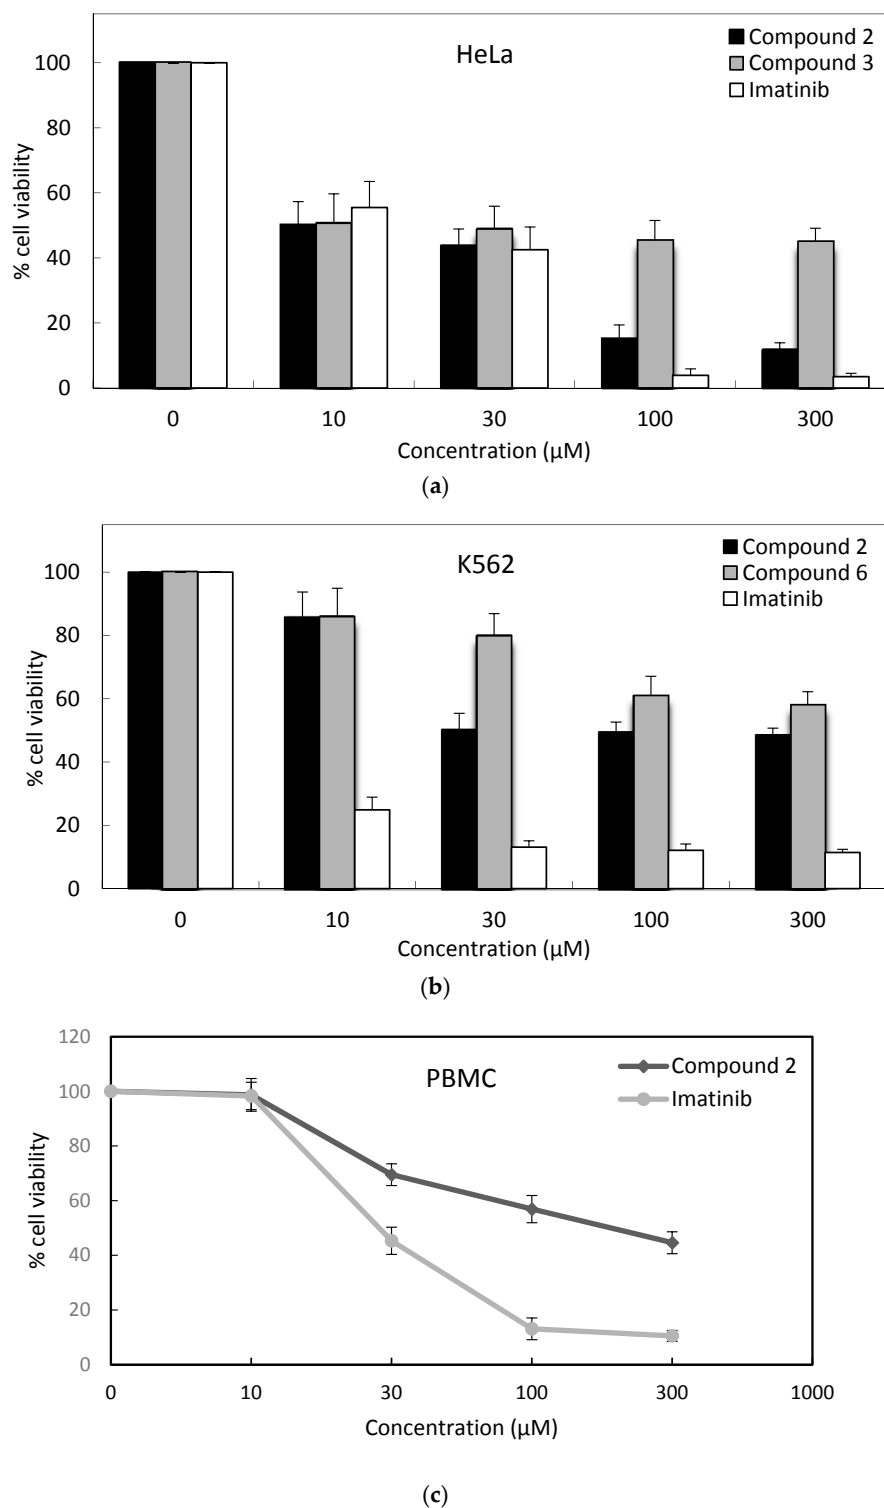 HeLa
Compound 2
Compound 3
Imatinib
100
80
60
40
20
0
% cell viability
0 10 30 100 300
Concentration (µM)
(a)
K562
Compound 2
Compound 6
Imatinib
100
80
60
40
20
0
% cell viability
0 10 30 100 300
Concentration (µM)
(b)
PBMC
Compound 2
Imatinib
120
100
80
60
40
20
0
% cell viability
0 10 30 100 300 1000
Concentration (µM)
(c)